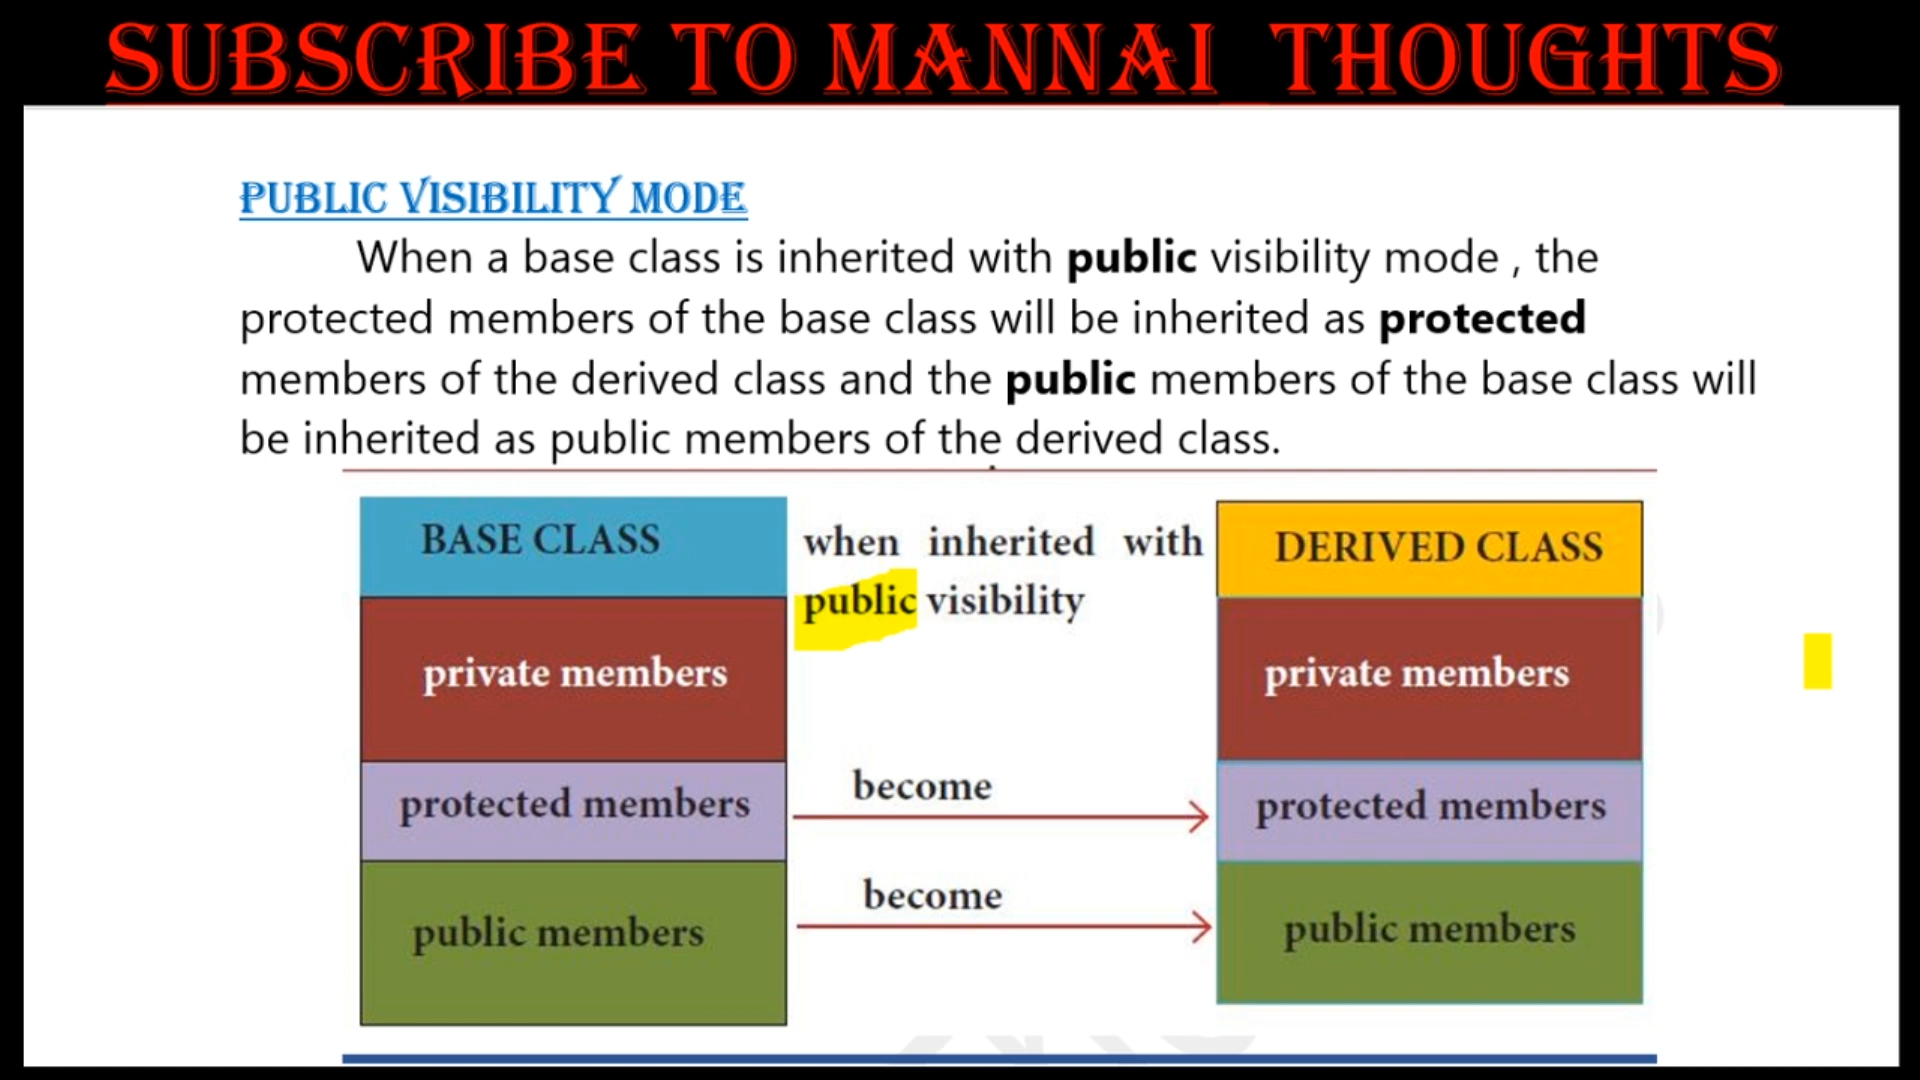 SUBSCRIBE TO MANNAI THOUGHTS
PUBLIC VISIBILITY MODE
When a base class is inherited with public visibility mode , the
protected members of the base class will be inherited as protected
members of the derived class and the public members of the base class will
be inherited as public members of the derived class.
BASE CLASS
when inherited with
public visibility
DERIVED CLASS
private members
private members
protected members
become
protected members
public members
become
public members